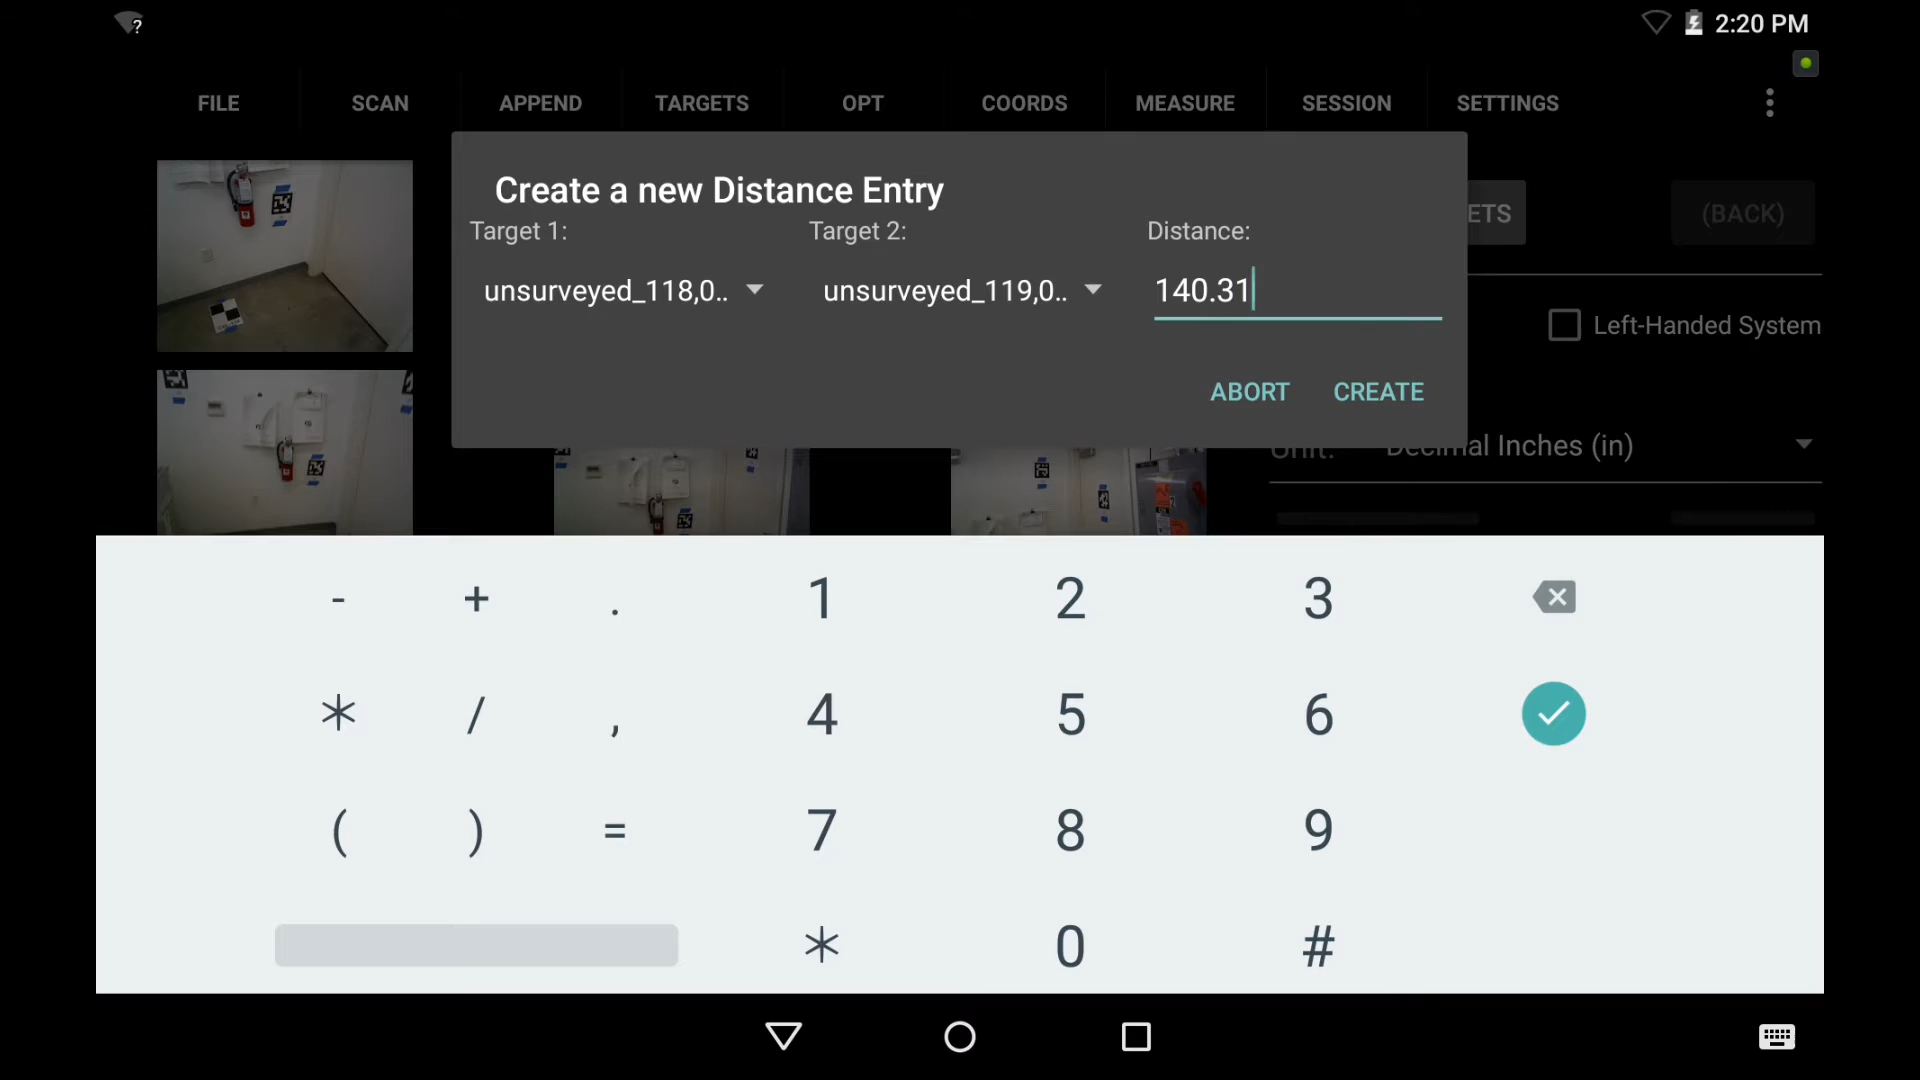 2:20 PM
FILE SCAN APPEND TARGETS OPT COORDS MEASURE SESSION SETTINGS
Create a new Distance Entry
Target 1: Target 2: Distance:
unsurveyed_118,0.. unsurveyed_119,0.. 140.31
ABORT CREATE
ETS (BACK)
Left-Handed System
Unit: Decimal Inches (in)
- + . 1 2 3
* / , 4 5 6
( ) = 7 8 9
* 0 #